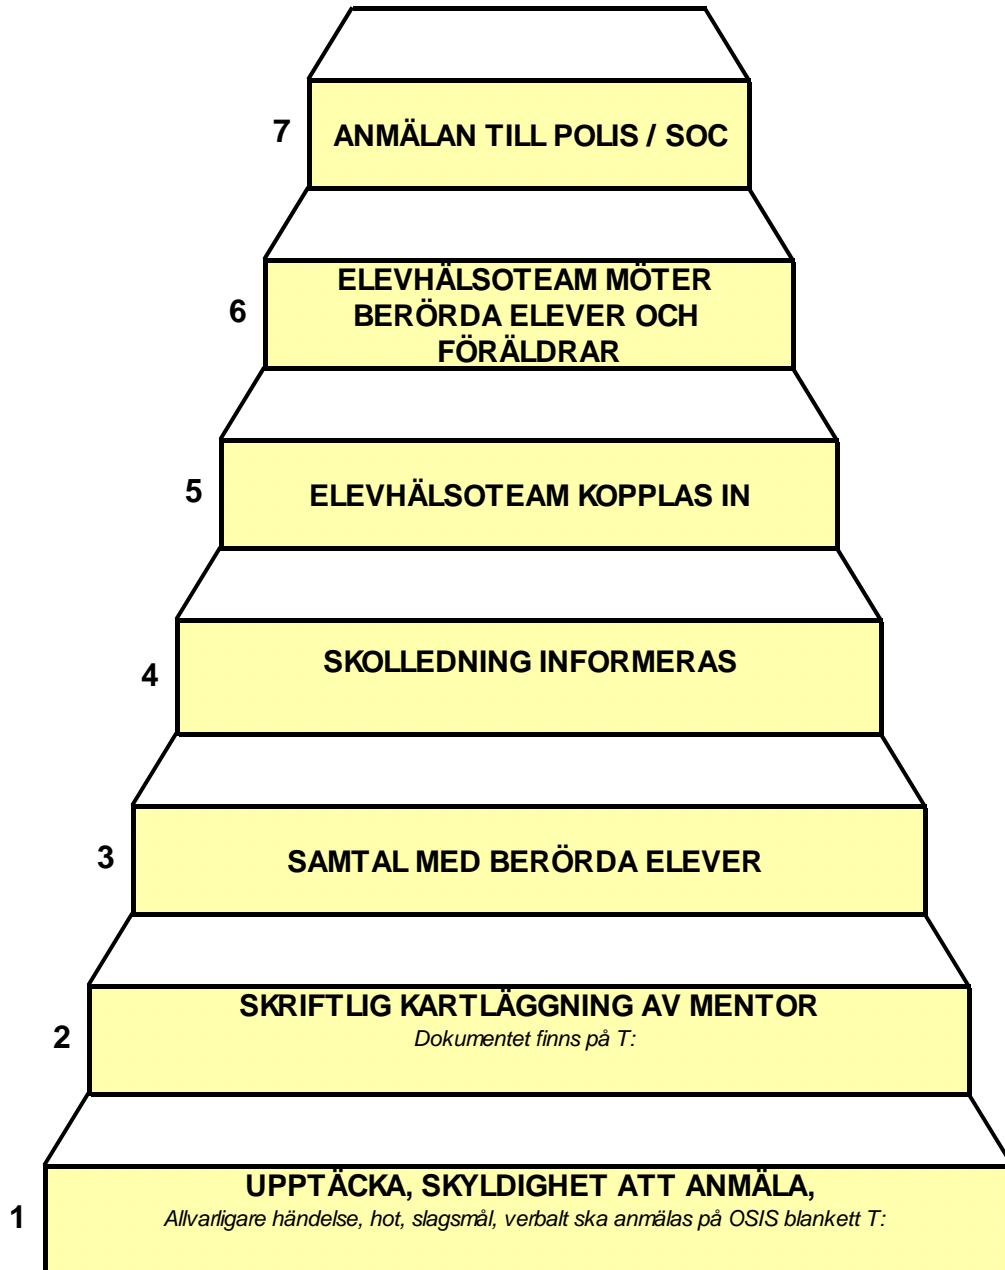 7
ANMÄLAN TILL POLIS / SOC
6
ELEVHÄLSOTEAM MÖTER
BERÖRDA ELEVER OCH
FÖRÄLDRAR
5
ELEVHÄLSOTEAM KOPPLAS IN
4
SKOLLEDNING INFORMERAS
3
SAMTAL MED BERÖRDA ELEVER
2
SKRIFTLIG KARTLÄGGNING AV MENTOR
Dokumentet finns på T:
1
UPPTÄCKA, SKYLDIGHET ATT ANMÄLA,
Allvarligare händelse, hot, slagsmål, verbalt ska anmälas på OSIS blankett T: